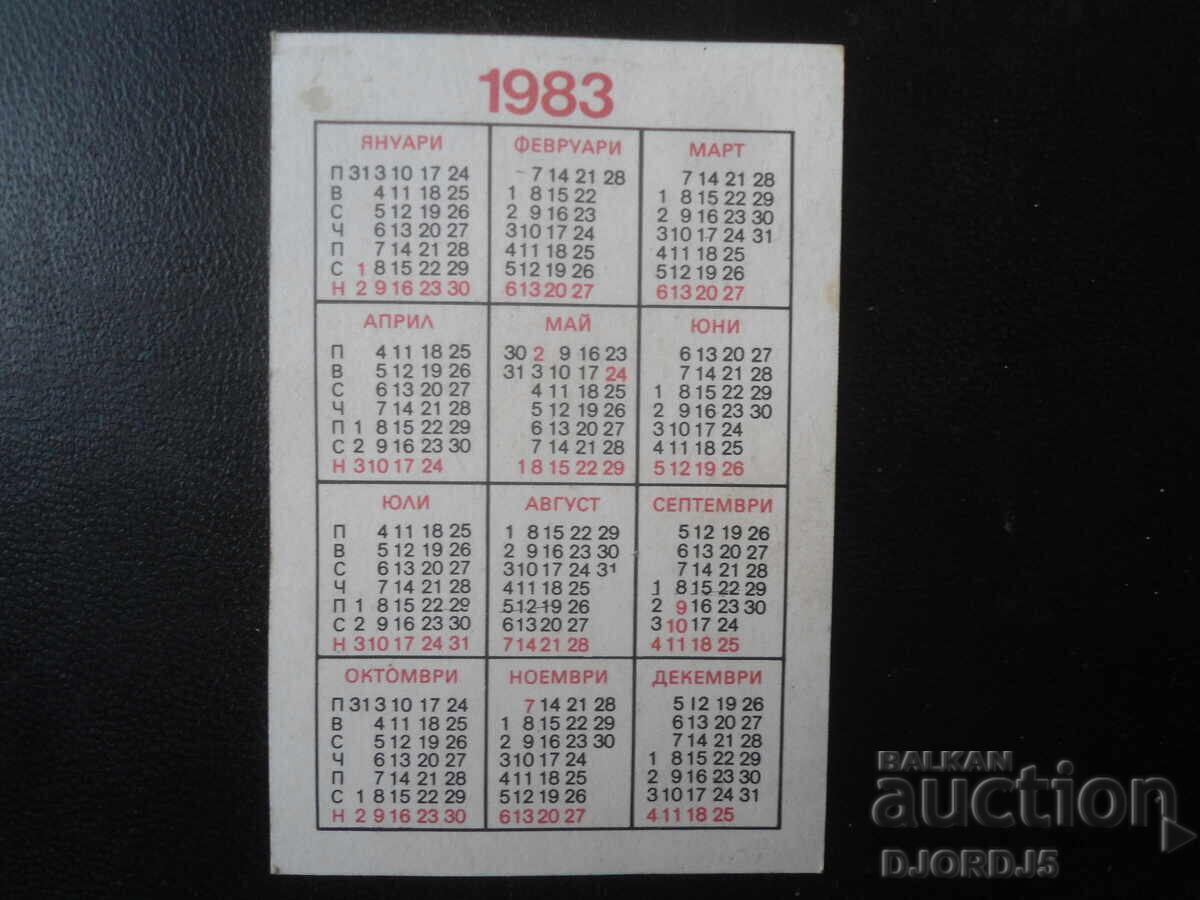 1983
ЯНУАРИ
П 31 3 10 17 24
В 4 11 18 25
С 5 12 19 26
Ч 6 13 20 27
П 7 14 21 28
С 1 8 15 22 29
Н 2 9 16 23 30
ФЕВРУАРИ
7 14 21 28
1 8 15 22
2 9 16 23
3 10 17 24
4 11 18 25
5 12 19 26
6 13 20 27
МАРТ
7 14 21 28
1 8 15 22 29
2 9 16 23 30
3 10 17 24 31
4 11 18 25
5 12 19 26
6 13 20 27
АПРИЛ
П 4 11 18 25
В 5 12 19 26
С 6 13 20 27
Ч 7 14 21 28
П 1 8 15 22 29
С 2 9 16 23 30
Н 3 10 17 24
МАЙ
30 2 9 16 23
31 3 10 17 24
4 11 18 25
5 12 19 26
6 13 20 27
7 14 21 28
1 8 15 22 29
ЮНИ
6 13 20 27
7 14 21 28
1 8 15 22 29
2 9 16 23 30
3 10 17 24
4 11 18 25
5 12 19 26
ЮЛИ
П 4 11 18 25
В 5 12 19 26
С 6 13 20 27
Ч 7 14 21 28
П 1 8 15 22 29
С 2 9 16 23 30
Н 3 10 17 24 31
АВГУСТ
1 8 15 22 29
2 9 16 23 30
3 10 17 24 31
4 11 18 25
5 12 19 26
6 13 20 27
7 14 21 28
СЕПТЕМВРИ
5 12 19 26
6 13 20 27
7 14 21 28
1 8 15 22 29
2 9 16 23 30
3 10 17 24
4 11 18 25
ОКТОМВРИ
П 31 3 10 17 24
В 4 11 18 25
С 5 12 19 26
Ч 6 13 20 27
П 7 14 21 28
С 1 8 15 22 29
Н 2 9 16 23 30
НОЕМВРИ
7 14 21 28
1 8 15 22 29
2 9 16 23 30
3 10 17 24
4 11 18 25
5 12 19 26
6 13 20 27
ДЕКЕМВРИ
5 12 19 26
6 13 20 27
7 14 21 28
1 8 15 22 29
2 9 16 23 30
3 10 17 24 31
4 11 18 25
BALKAN
auction
DJORDJ5